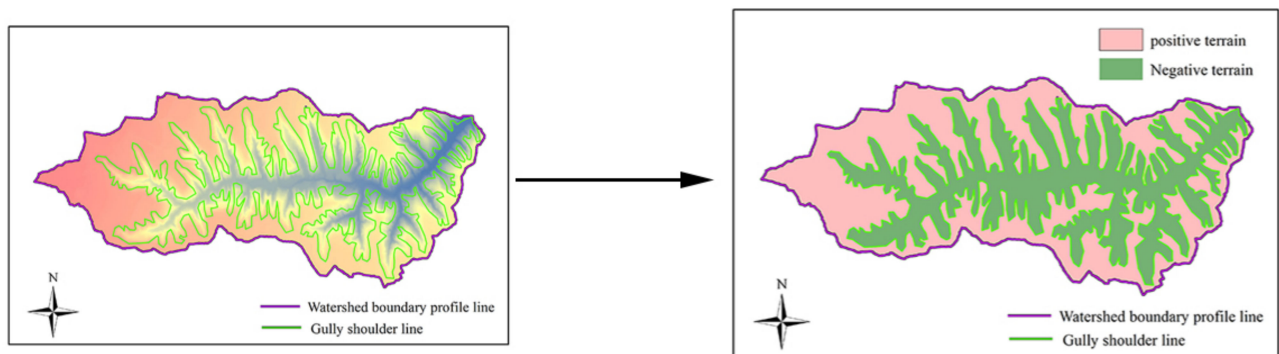 N
Watershed boundary profile line
Gully shoulder line
positive terrain
Negative terrain
N
Watershed boundary profile line
Gully shoulder line